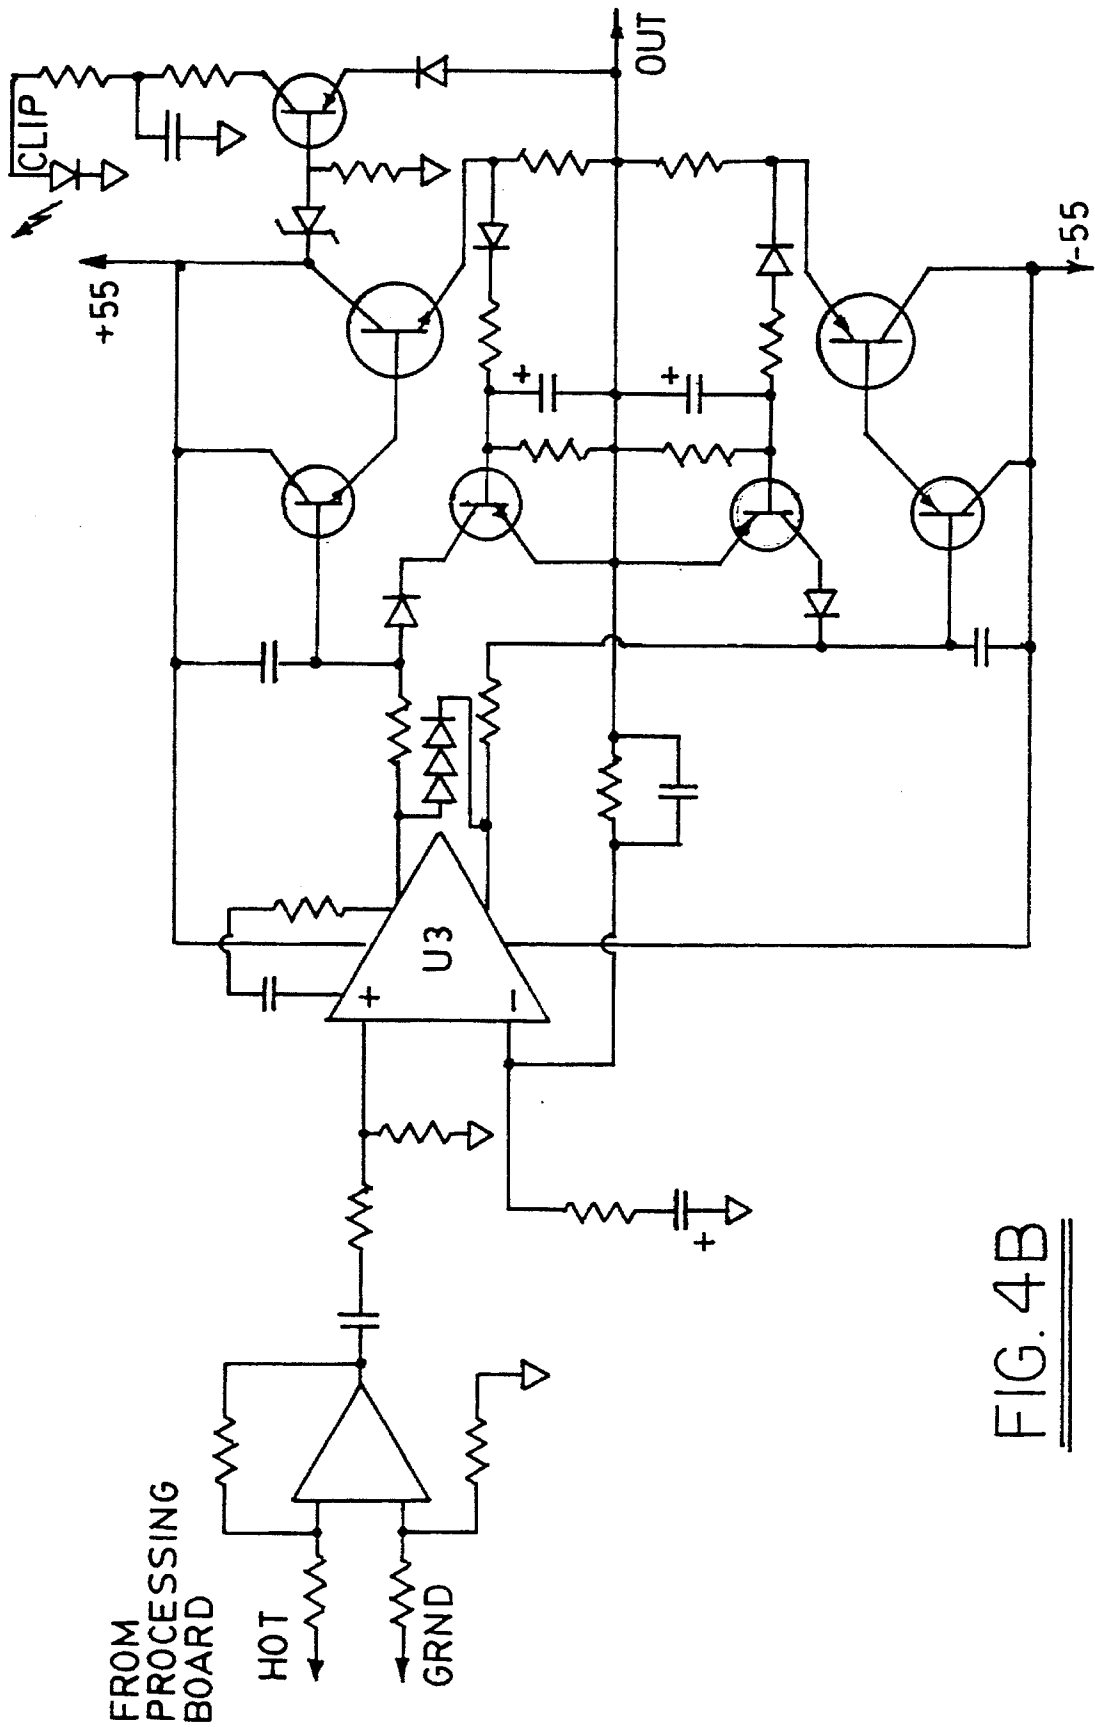 FROM
PROCESSING
BOARD
HOT
GRND
+
−
U3
+
+55
CLIP
+
+
OUT
-55
FIG. 4B